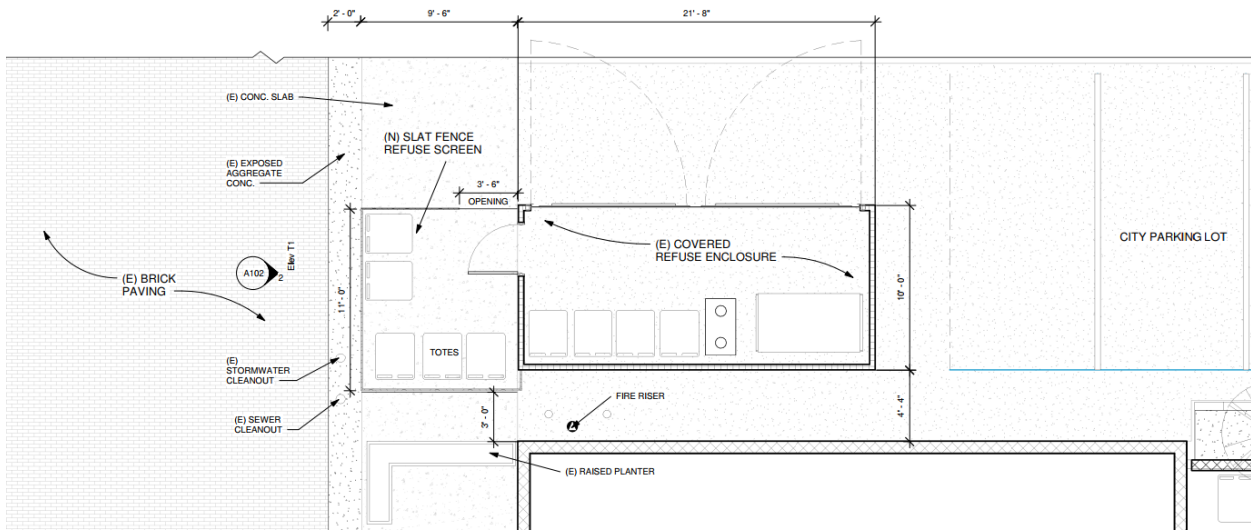 2' - 0"
9' - 6"
21' - 8"
(E) CONC. SLAB
(N) SLAT FENCE
REFUSE SCREEN
(E) EXPOSED
AGGREGATE
CONC.
3' - 6"
OPENING
(E) COVERED
REFUSE ENCLOSURE
CITY PARKING LOT
Elev T1
A102
2
(E) BRICK
PAVING
11' - 0"
10' - 0"
TOTES
(E)
STORMWATER
CLEANOUT
(E) SEWER
CLEANOUT
3' - 0"
FIRE RISER
4' - 4"
(E) RAISED PLANTER